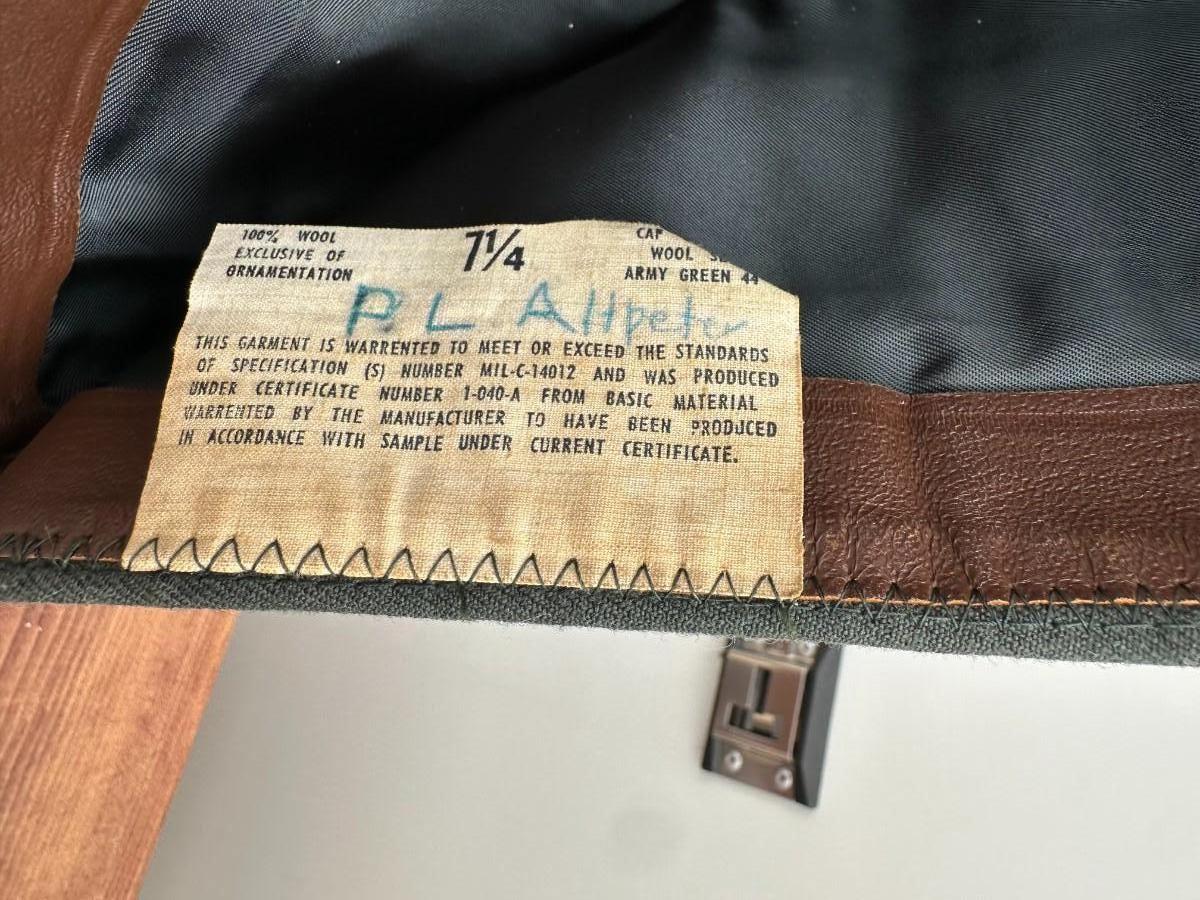 100% WOOL
EXCLUSIVE OF
ORNAMENTATION
7 1/4
CAP
WOOL
ARMY GREEN 44
P L Altpeter
THIS GARMENT IS WARRENTED TO MEET OR EXCEED THE STANDARDS
OF SPECIFICATION (S) NUMBER MIL-C-14012 AND WAS PRODUCED
UNDER CERTIFICATE NUMBER 1-040-A FROM BASIC MATERIAL
WARRENTED BY THE MANUFACTURER TO HAVE BEEN PRODUCED
IN ACCORDANCE WITH SAMPLE UNDER CURRENT CERTIFICATE.